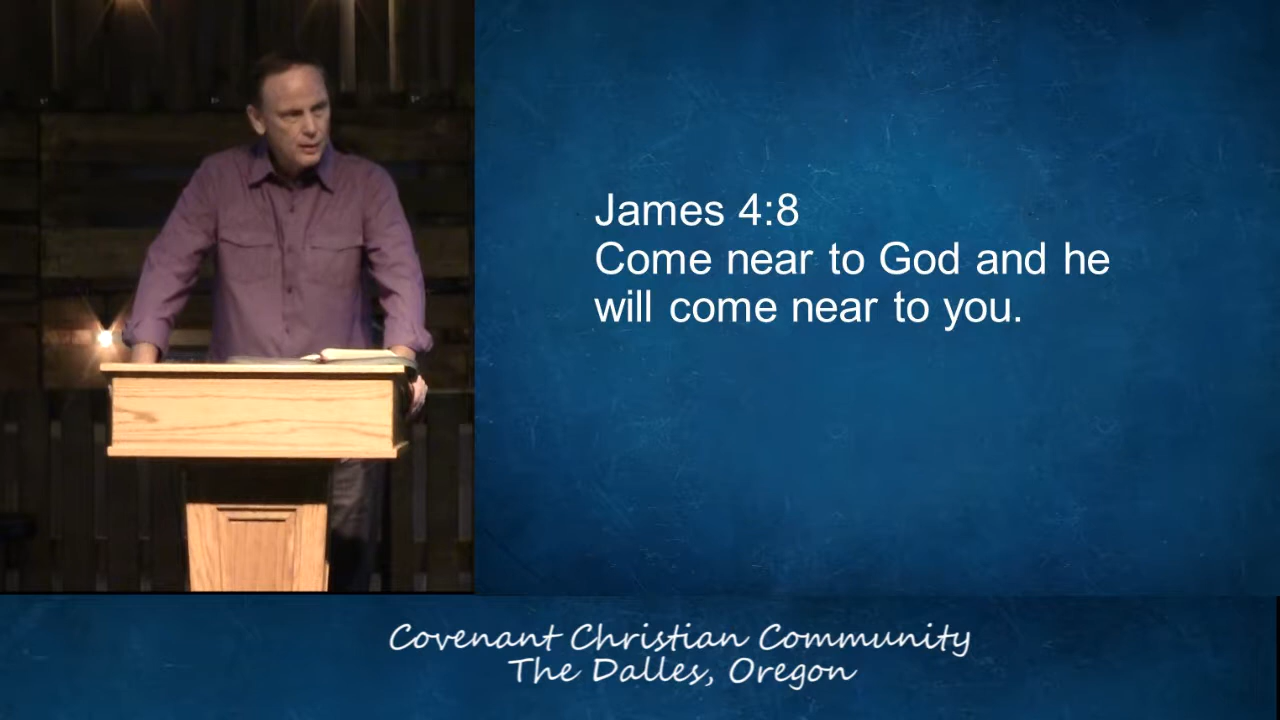 James 4:8
Come near to God and he
will come near to you.
Covenant Christian Community
The Dalles, Oregon